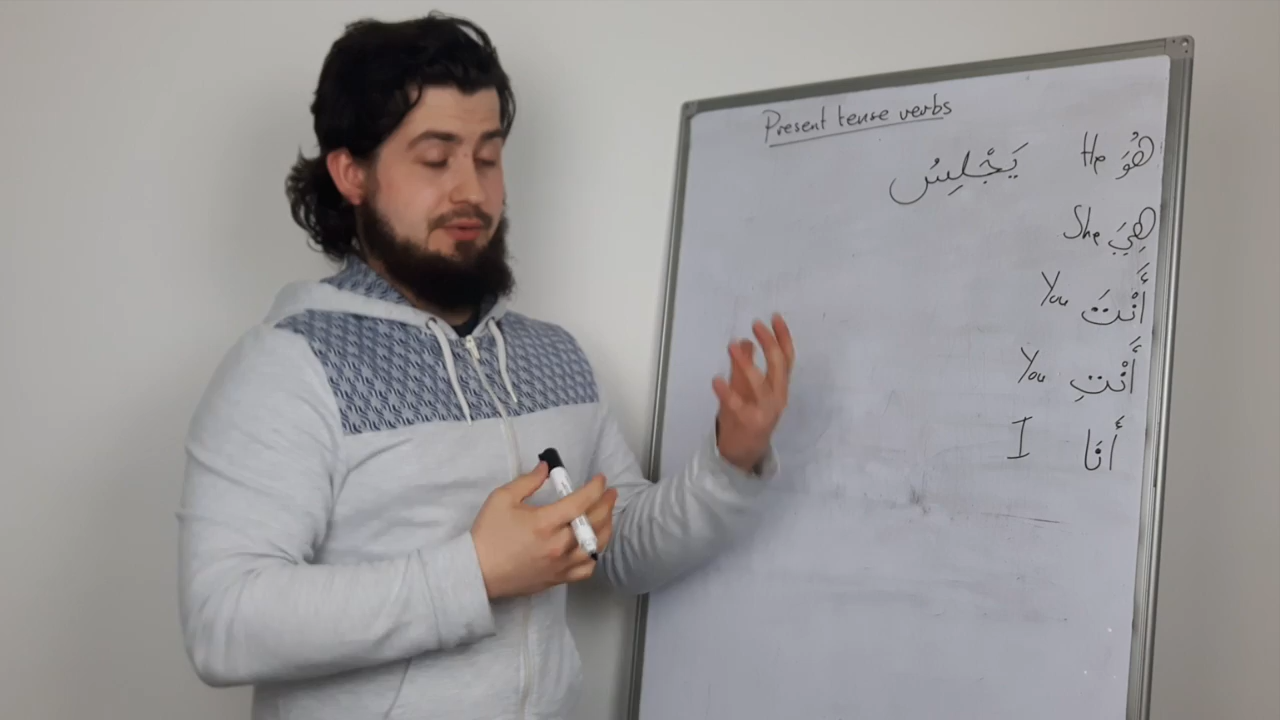 Present tense verbs
هُوَ He يَجْلِسُ
هِيَ She
أَنْتَ You
أَنْتِ You
أَنَا I